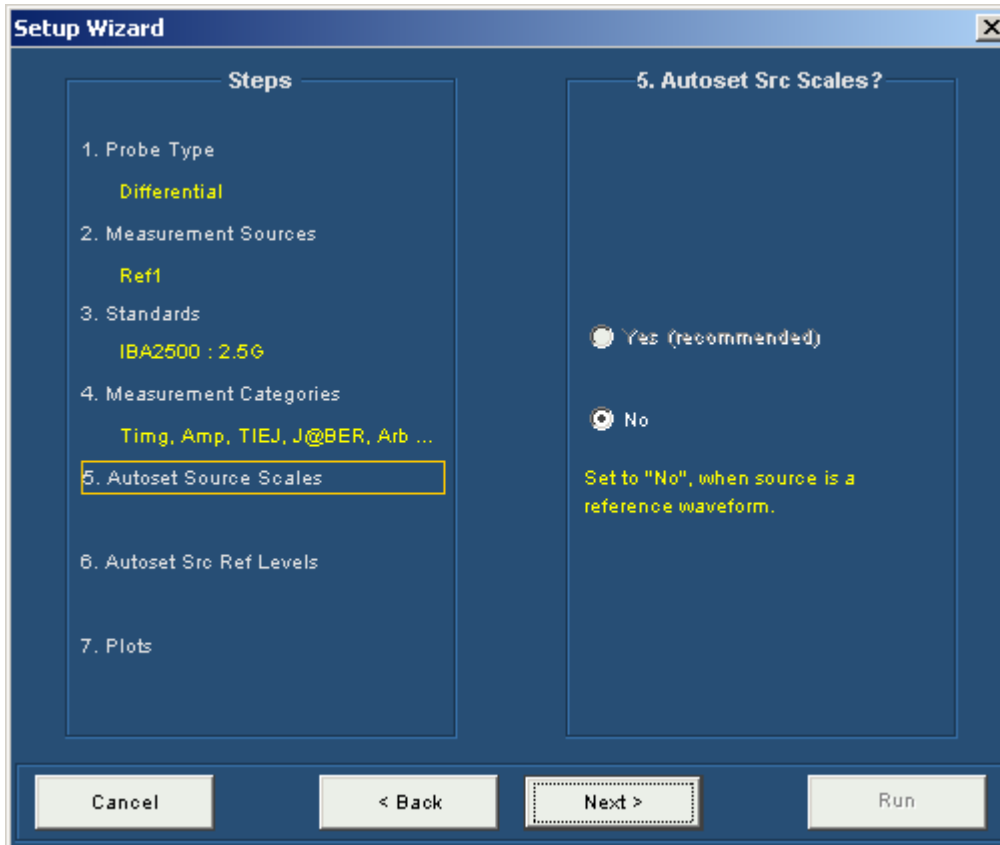 Setup Wizard
Steps
1. Probe Type
Differential
2. Measurement Sources
Ref1
3. Standards
IBA2500 : 2.5G
4. Measurement Categories
Timg, Amp, TIEJ, J@BER, Arb ...
5. Autoset Source Scales
6. Autoset Src Ref Levels
7. Plots
5. Autoset Src Scales?
Yes (recommended)
No
Set to "No", when source is a
reference waveform.
Cancel
< Back
Next >
Run